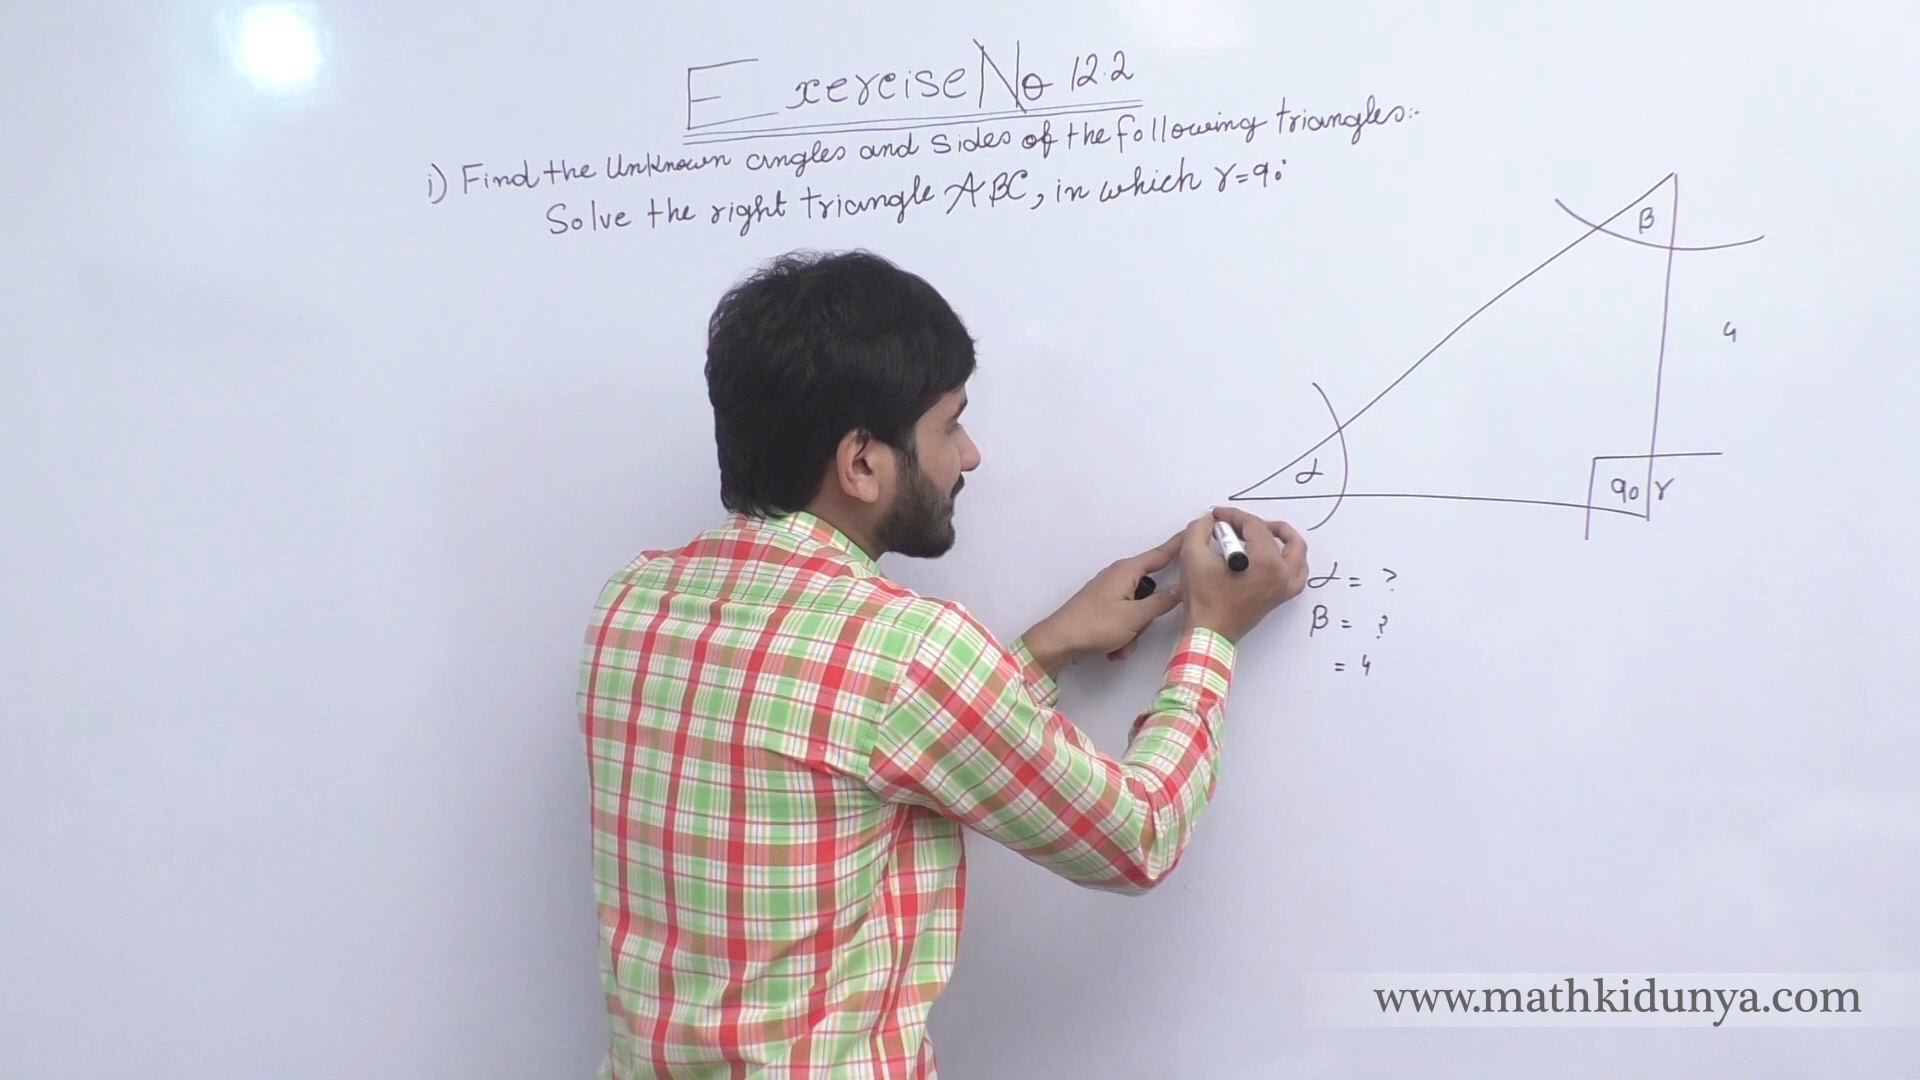 Exercise No 12.2
i) Find the Unknown angles and Sides of the following triangles:-
Solve the right triangle ABC, in which γ=90°
β
4
α
90 γ
α = ?
β = ?
= 4
www.mathkidunya.com